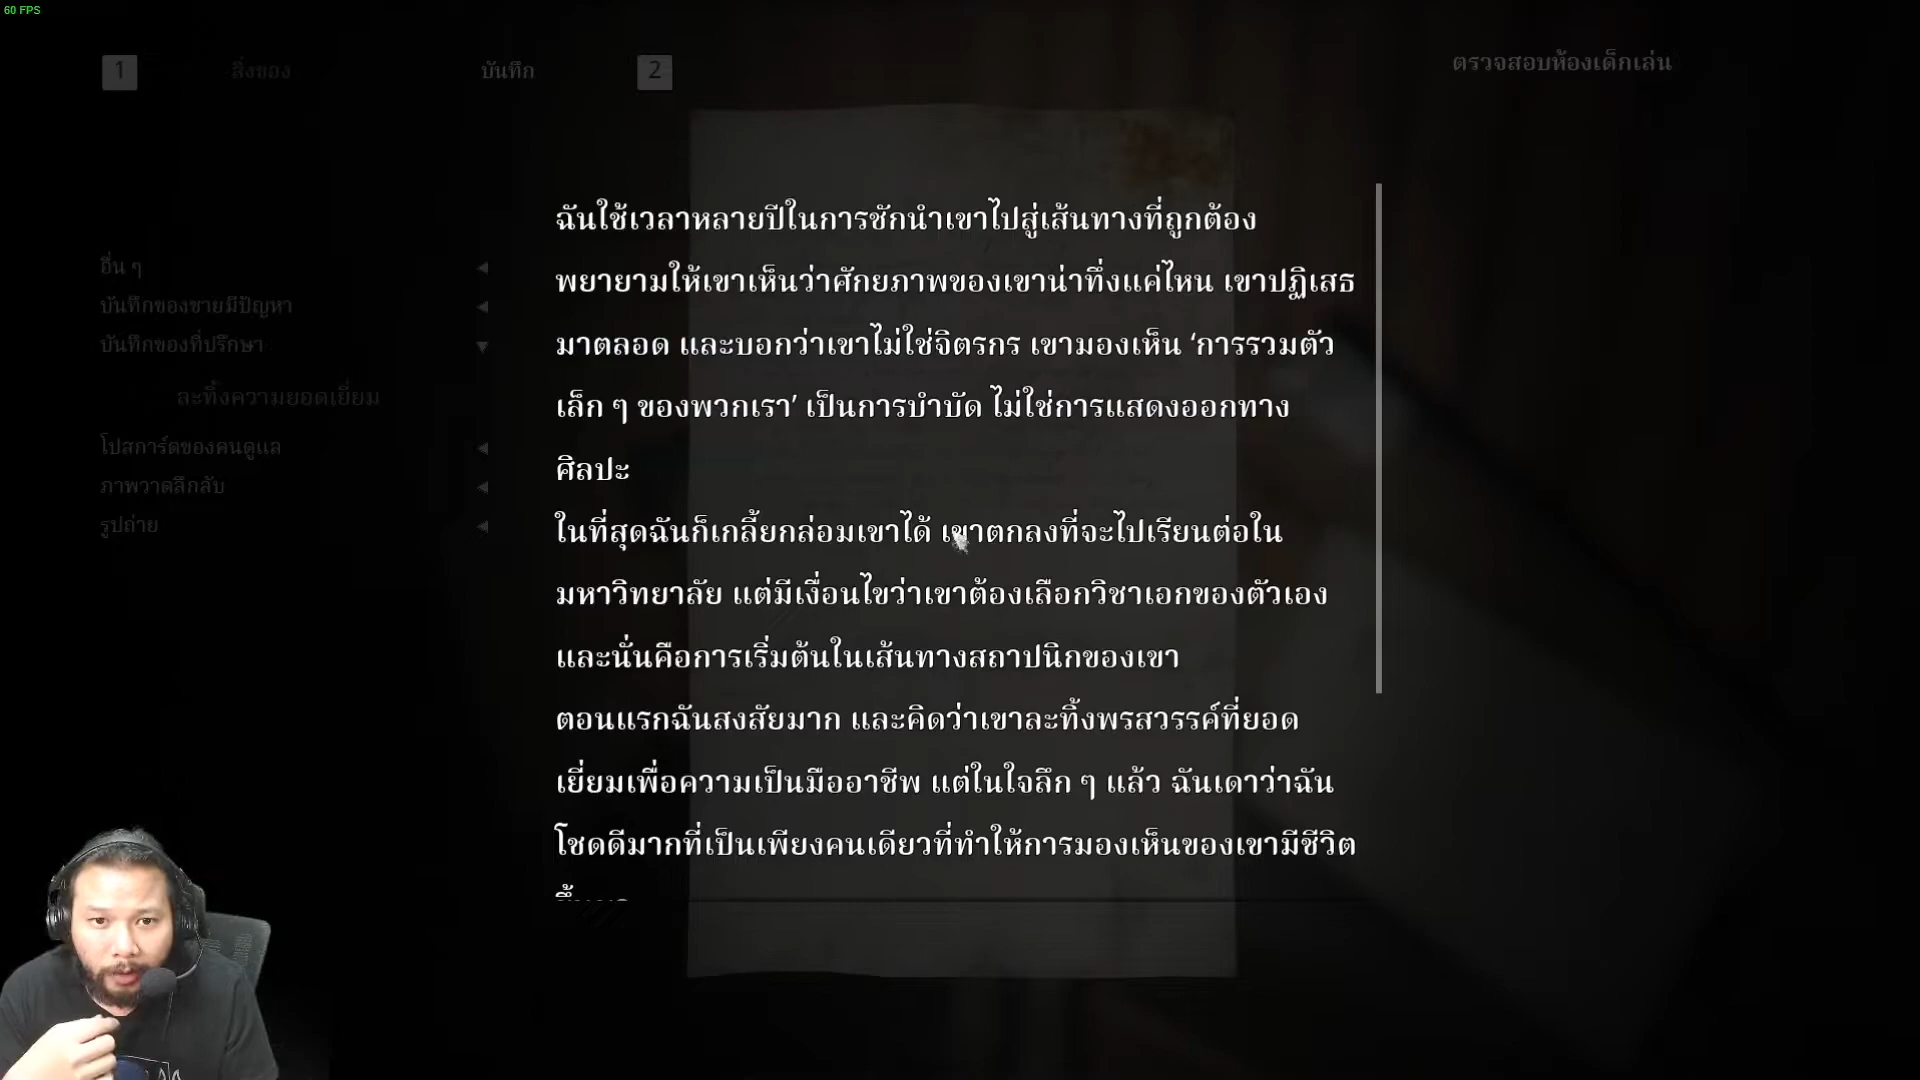 60 FPS
1
สิ่งของ
บันทึก
2
ตรวจสอบห้องเด็กเล่น
อื่น ๆ
บันทึกของชายมีปัญหา
บันทึกของที่ปรึกษา
ละทิ้งความยอดเยี่ยม
โปสการ์ดของคนดูแล
ภาพวาดลึกลับ
รูปถ่าย
ฉันใช้เวลาหลายปีในการชักนำเขาไปสู่เส้นทางที่ถูกต้อง
พยายามให้เขาเห็นว่าศักยภาพของเขาน่าทึ่งแค่ไหน เขาปฏิเสธ
มาตลอด และบอกว่าเขาไม่ใช่จิตรกร เขามองเห็น ‘การรวมตัว
เล็ก ๆ ของพวกเรา’ เป็นการบำบัด ไม่ใช่การแสดงออกทาง
ศิลปะ
ในที่สุดฉันก็เกลี้ยกล่อมเขาได้ เขาตกลงที่จะไปเรียนต่อใน
มหาวิทยาลัย แต่มีเงื่อนไขว่าเขาต้องเลือกวิชาเอกของตัวเอง
และนั่นคือการเริ่มต้นในเส้นทางสถาปนิกของเขา
ตอนแรกฉันสงสัยมาก และคิดว่าเขาละทิ้งพรสวรรค์ที่ยอด
เยี่ยมเพื่อความเป็นมืออาชีพ แต่ในใจลึก ๆ แล้ว ฉันเดาว่าฉัน
โชคดีมากที่เป็นเพียงคนเดียวที่ทำให้การมองเห็นของเขามีชีวิต